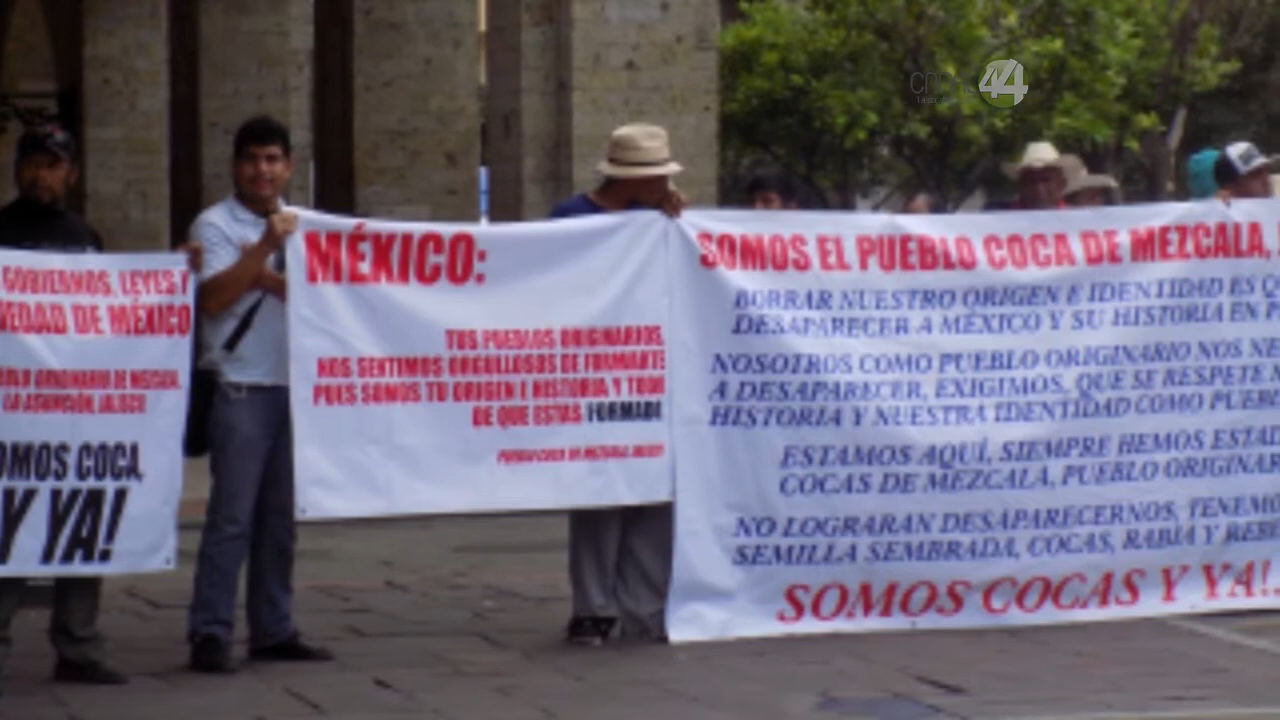 GOBIERNOS, LEYES Y
DE MÉXICO
OMOS COCA,
Y YA!
MÉXICO:
TUS PUEBLOS ORIGINARIOS,
NOS SENTIMOS ORGULLOSOS DE FORMARTE
PUES SOMOS TU ORIGEN E HISTORIA Y TODO
DE QUE ESTAS FORMADO
SOMOS EL PUEBLO COCA DE MEZCALA,
BORRAR NUESTRO ORIGEN E IDENTIDAD ES
DESAPARECER A MÉXICO Y SU HISTORIA EN
NOSOTROS COMO PUEBLO ORIGINARIO NOS
A DESAPARECER, EXIGIMOS, QUE SE RESPETE
HISTORIA Y NUESTRA IDENTIDAD COMO
ESTAMOS AQUÍ, SIEMPRE HEMOS
COCAS DE MEZCALA, PUEBLO
NO LOGRARAN DESAPARECERNOS,
SEMILLA SEMBRADA, COCAS, RABIA Y
SOMOS COCAS Y YA!
44